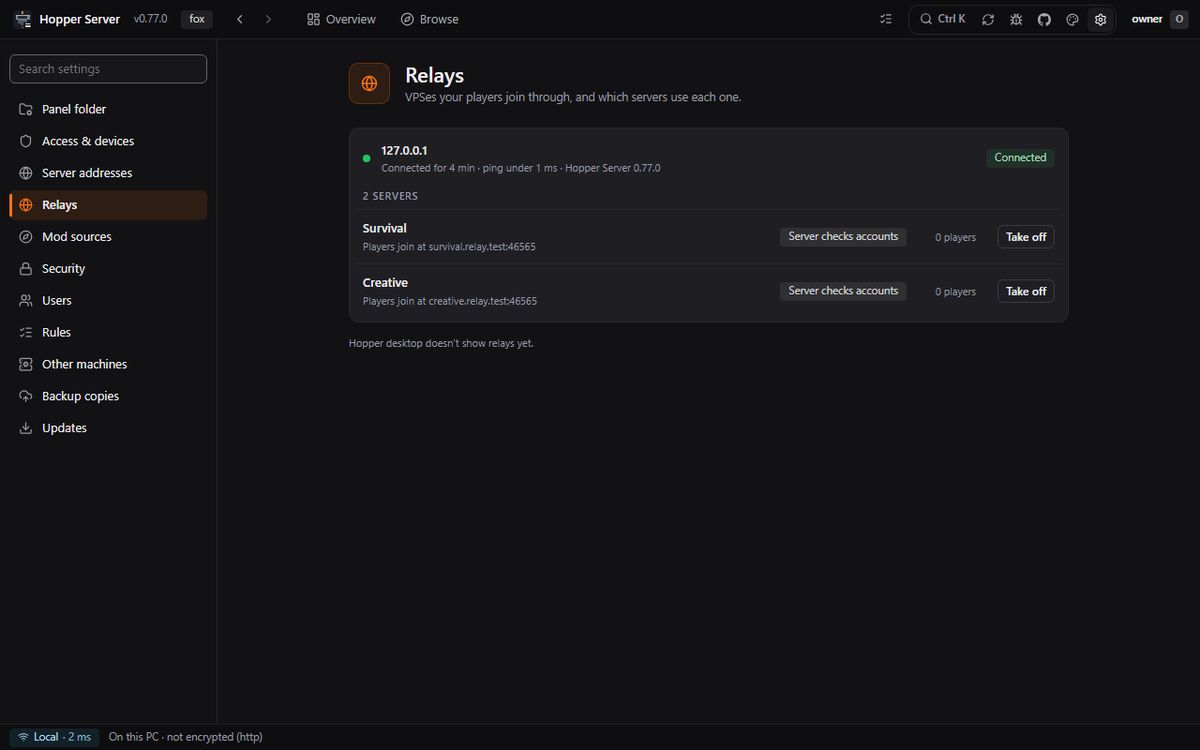 Hopper Server v0.77.0 fox Overview Browse Ctrl K owner O
Search settings
Panel folder
Access & devices
Server addresses
Relays
Mod sources
Security
Users
Rules
Other machines
Backup copies
Updates
Relays
VPSes your players join through, and which servers use each one.
127.0.0.1
Connected for 4 min · ping under 1 ms · Hopper Server 0.77.0
Connected
2 SERVERS
Survival
Players join at survival.relay.test:46565
Server checks accounts 0 players Take off
Creative
Players join at creative.relay.test:46565
Server checks accounts 0 players Take off
Hopper desktop doesn't show relays yet.
Local · 2 ms On this PC · not encrypted (http)